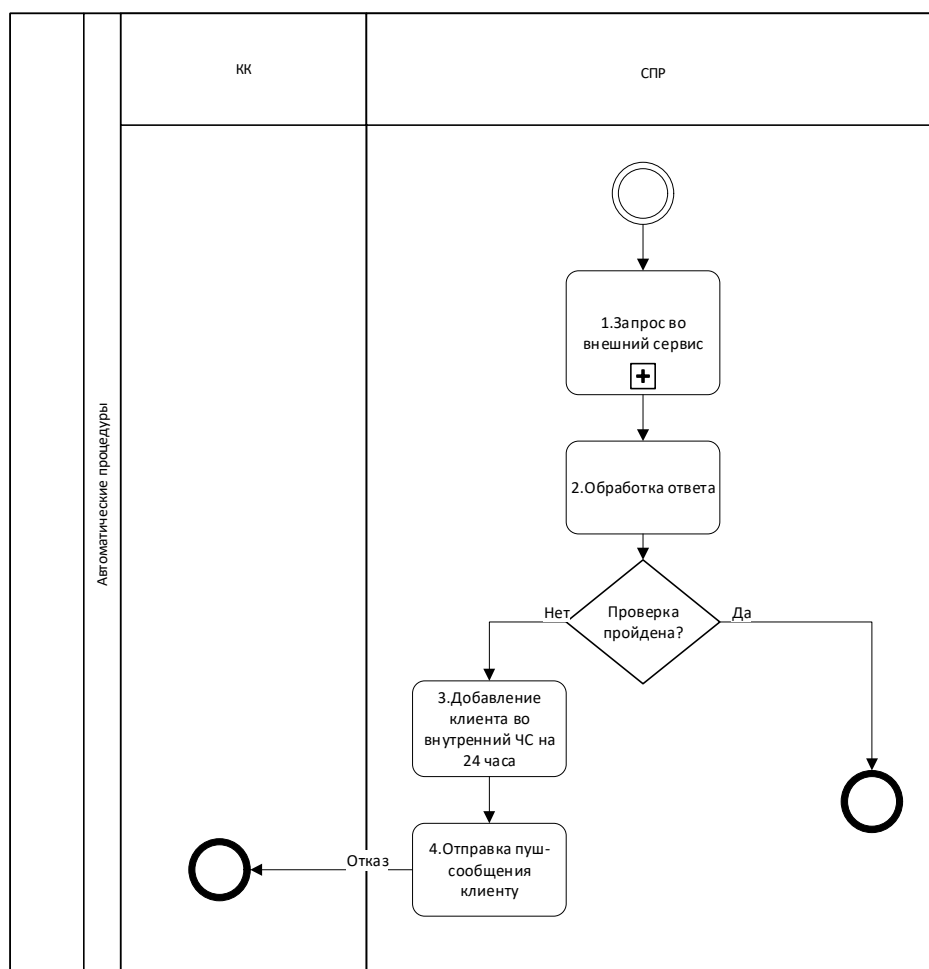 КК
СПР
Автоматические процедуры
1.Запрос во
внешний сервис
2.Обработка ответа
Проверка
пройдена?
Нет
Да
3.Добавление
клиента во
внутренний ЧС на
24 часа
4.Отправка пуш-
сообщения
клиенту
Отказ